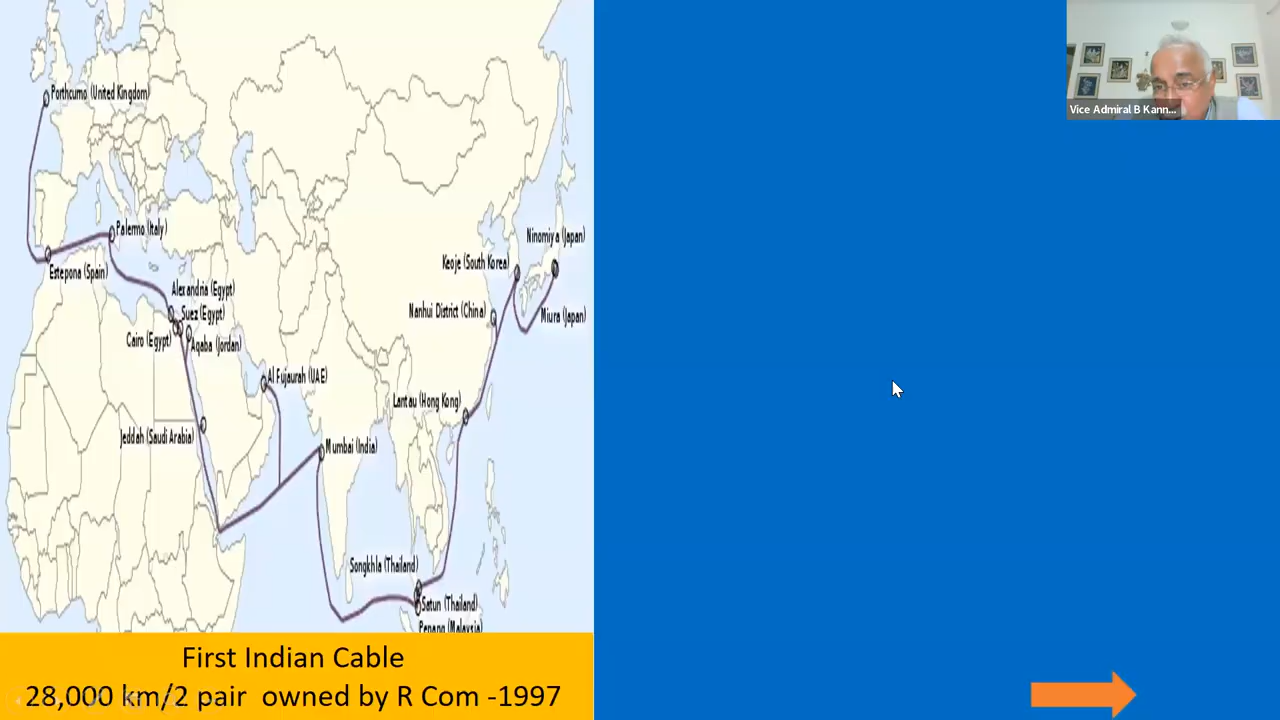 Porthcurno (United Kingdom)
Palermo (Italy)
Estepona (Spain)
Alexandria (Egypt)
Suez (Egypt)
Cairo (Egypt)
Aqaba (Jordan)
Al Fujaurah (UAE)
Jeddah (Saudi Arabia)
Mumbai (India)
Ninomiya (Japan)
Keoje (South Korea)
Nanhui District (China)
Miura (Japan)
Lantau (Hong Kong)
Songkhla (Thailand)
Satun (Thailand)
Penang (Malaysia)
First Indian Cable
28,000 km/2 pair owned by R Com -1997
Vice Admiral B Kann...